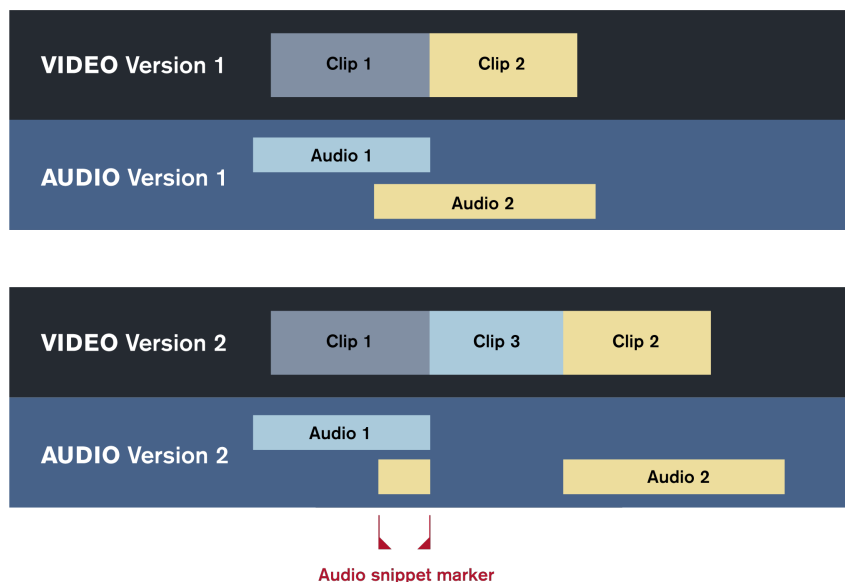 VIDEO Version 1
Clip 1
Clip 2
AUDIO Version 1
Audio 1
Audio 2
VIDEO Version 2
Clip 1
Clip 3
Clip 2
AUDIO Version 2
Audio 1
Audio 2
Audio snippet marker